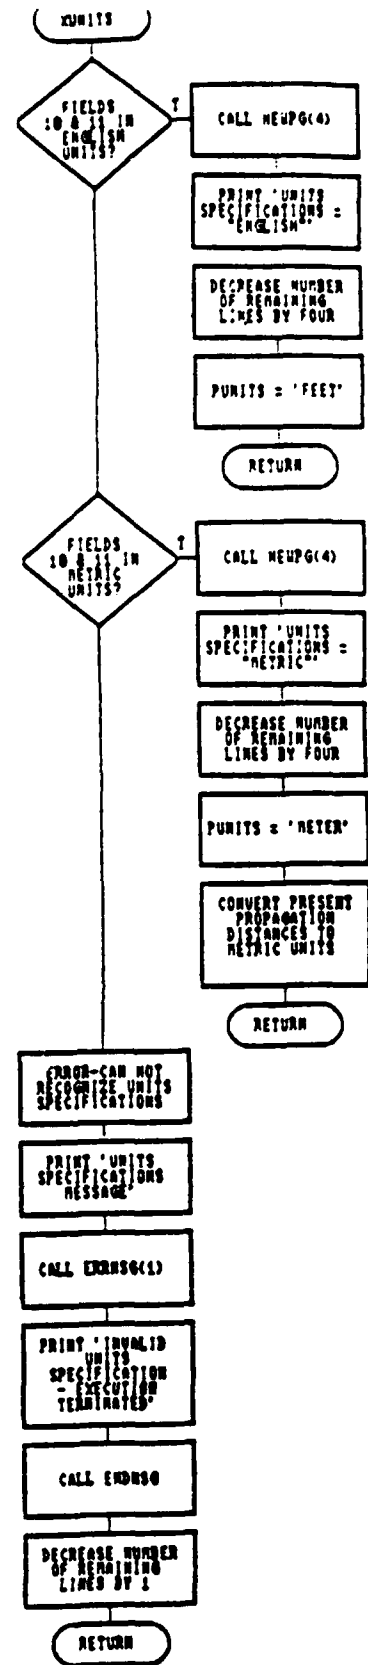 XUNITS
FIELDS
10 & 11 IN
ENGLISH
UNITS?
T
CALL NEWPG(4)
PRINT 'UNITS
SPECIFICATIONS =
"ENGLISH"'
DECREASE NUMBER
OF REMAINING
LINES BY FOUR
PUNITS = 'FEET'
RETURN
FIELDS
10 & 11 IN
METRIC
UNITS?
T
CALL NEWPG(4)
PRINT 'UNITS
SPECIFICATIONS =
"METRIC"'
DECREASE NUMBER
OF REMAINING
LINES BY FOUR
PUNITS = 'METER'
CONVERT PRESENT
PROPAGATION
DISTANCES TO
METRIC UNITS
RETURN
ERROR-CAN NOT
RECOGNIZE UNITS
SPECIFICATIONS
PRINT 'UNITS
SPECIFICATIONS
MESSAGE'
CALL ERRMSG(1)
PRINT 'INVALID
UNITS
SPECIFICATION
- EXECUTION
TERMINATED'
CALL ENDMSG
DECREASE NUMBER
OF REMAINING
LINES BY 1
RETURN